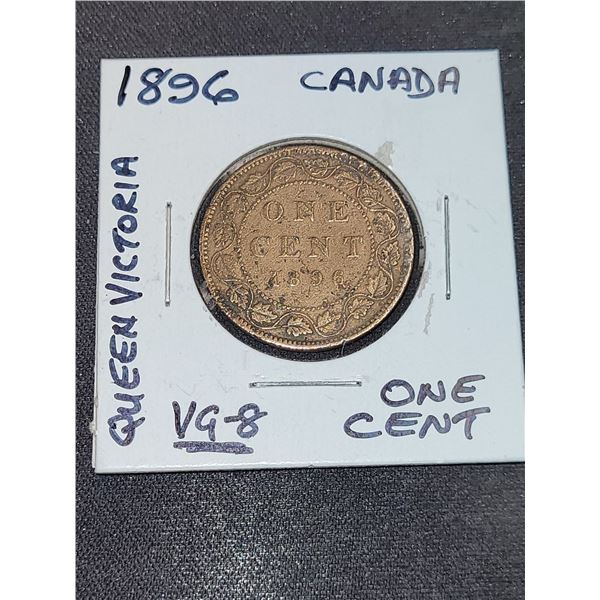 1896 CANADA
QUEEN VICTORIA
ONE
CENT
1896
VG-8
ONE
CENT